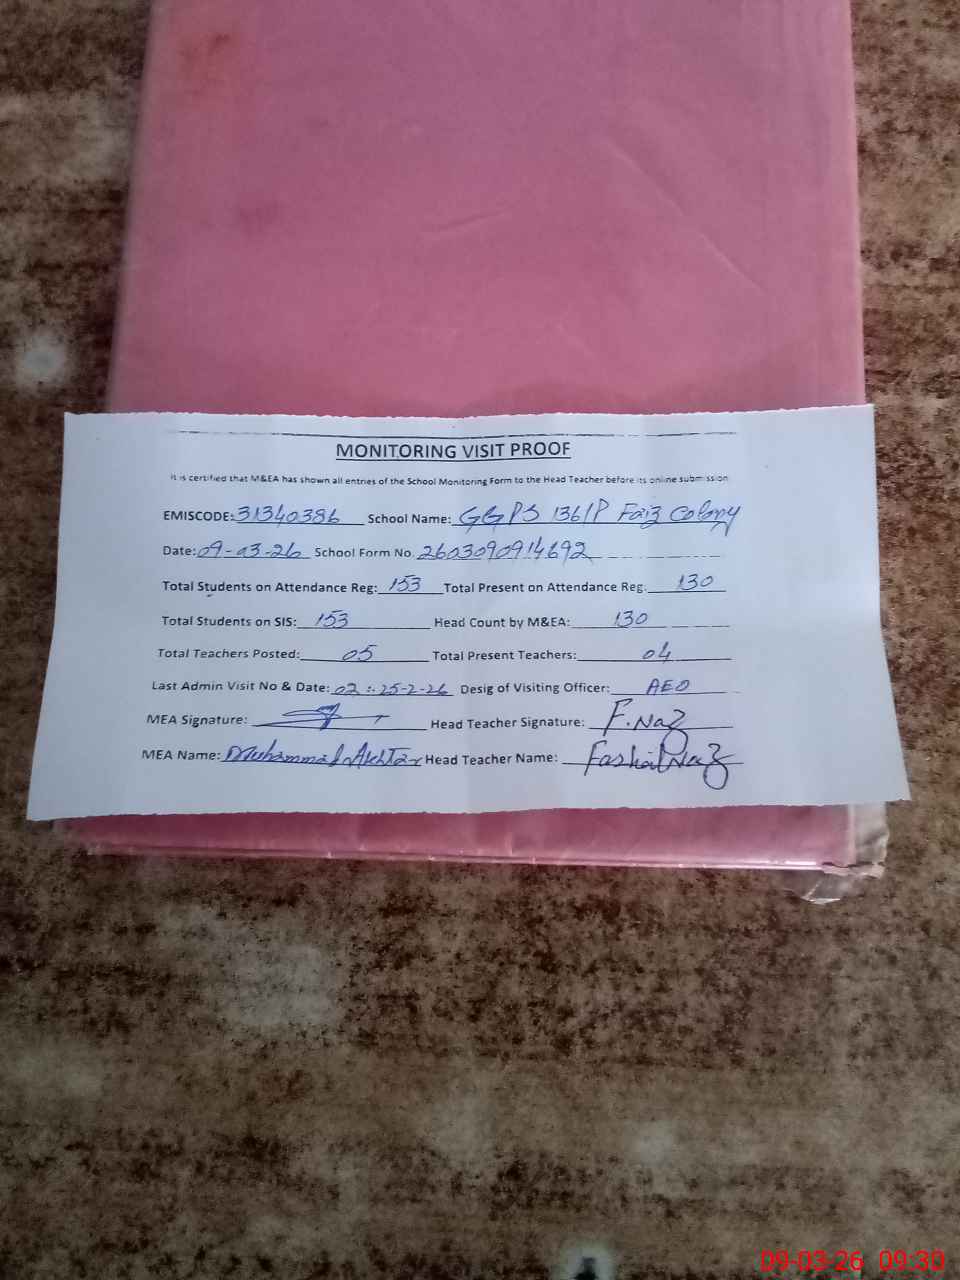 MONITORING VISIT PROOF
It is certified that M&EA has shown all entries of the School Monitoring Form to the Head Teacher before its online submission
EMISCODE: 31340386 School Name: GGPS 136/P Faiz Colony
Date: 09-03-26 School Form No. 2603090914692
Total Students on Attendance Reg: 153 Total Present on Attendance Reg. 130
Total Students on SIS: 153 Head Count by M&EA: 130
Total Teachers Posted: 05 Total Present Teachers: 04
Last Admin Visit No & Date: 02 :- 25-2-26 Desig of Visiting Officer: AEO
MEA Signature: Head Teacher Signature: F. Naz
MEA Name: Muhammad Akhtar Head Teacher Name: Naz
09-03-26 09:30